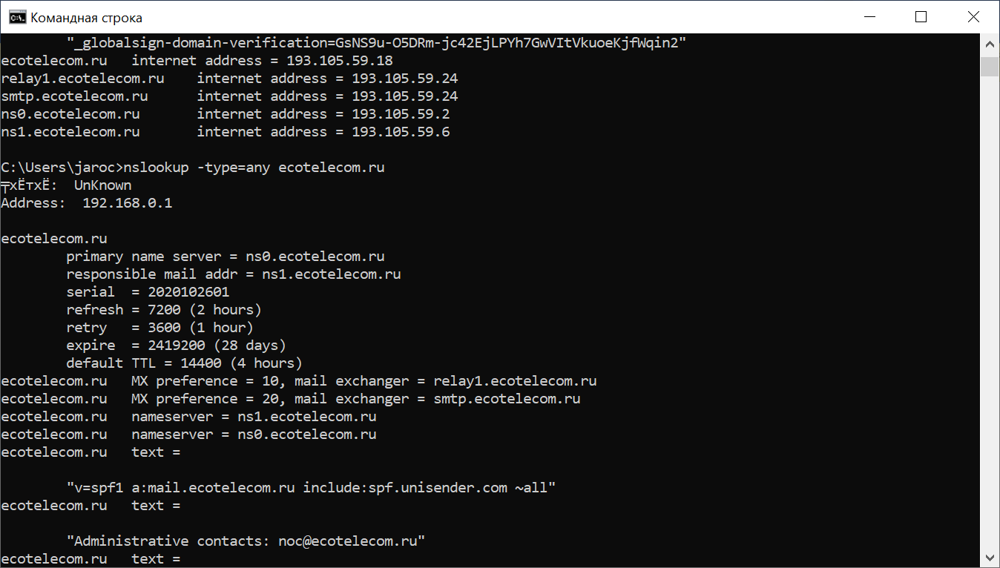 Командная строка
"_globalsign-domain-verification=GsNS9u-O5DRm-jc42EjLPYh7GwVItVkuoeKjfWqin2"
ecotelecom.ru   internet address = 193.105.59.18
relay1.ecotelecom.ru    internet address = 193.105.59.24
smtp.ecotelecom.ru      internet address = 193.105.59.24
ns0.ecotelecom.ru       internet address = 193.105.59.2
ns1.ecotelecom.ru       internet address = 193.105.59.6
C:\Users\jaroc>nslookup -type=any ecotelecom.ru
╤хЁтхЁ:  UnKnown
Address:  192.168.0.1
ecotelecom.ru
primary name server = ns0.ecotelecom.ru
responsible mail addr = ns1.ecotelecom.ru
serial  = 2020102601
refresh = 7200 (2 hours)
retry   = 3600 (1 hour)
expire  = 2419200 (28 days)
default TTL = 14400 (4 hours)
ecotelecom.ru   MX preference = 10, mail exchanger = relay1.ecotelecom.ru
ecotelecom.ru   MX preference = 20, mail exchanger = smtp.ecotelecom.ru
ecotelecom.ru   nameserver = ns1.ecotelecom.ru
ecotelecom.ru   nameserver = ns0.ecotelecom.ru
ecotelecom.ru   text =
"v=spf1 a:mail.ecotelecom.ru include:spf.unisender.com ~all"
ecotelecom.ru   text =
"Administrative contacts: noc@ecotelecom.ru"
ecotelecom.ru   text =